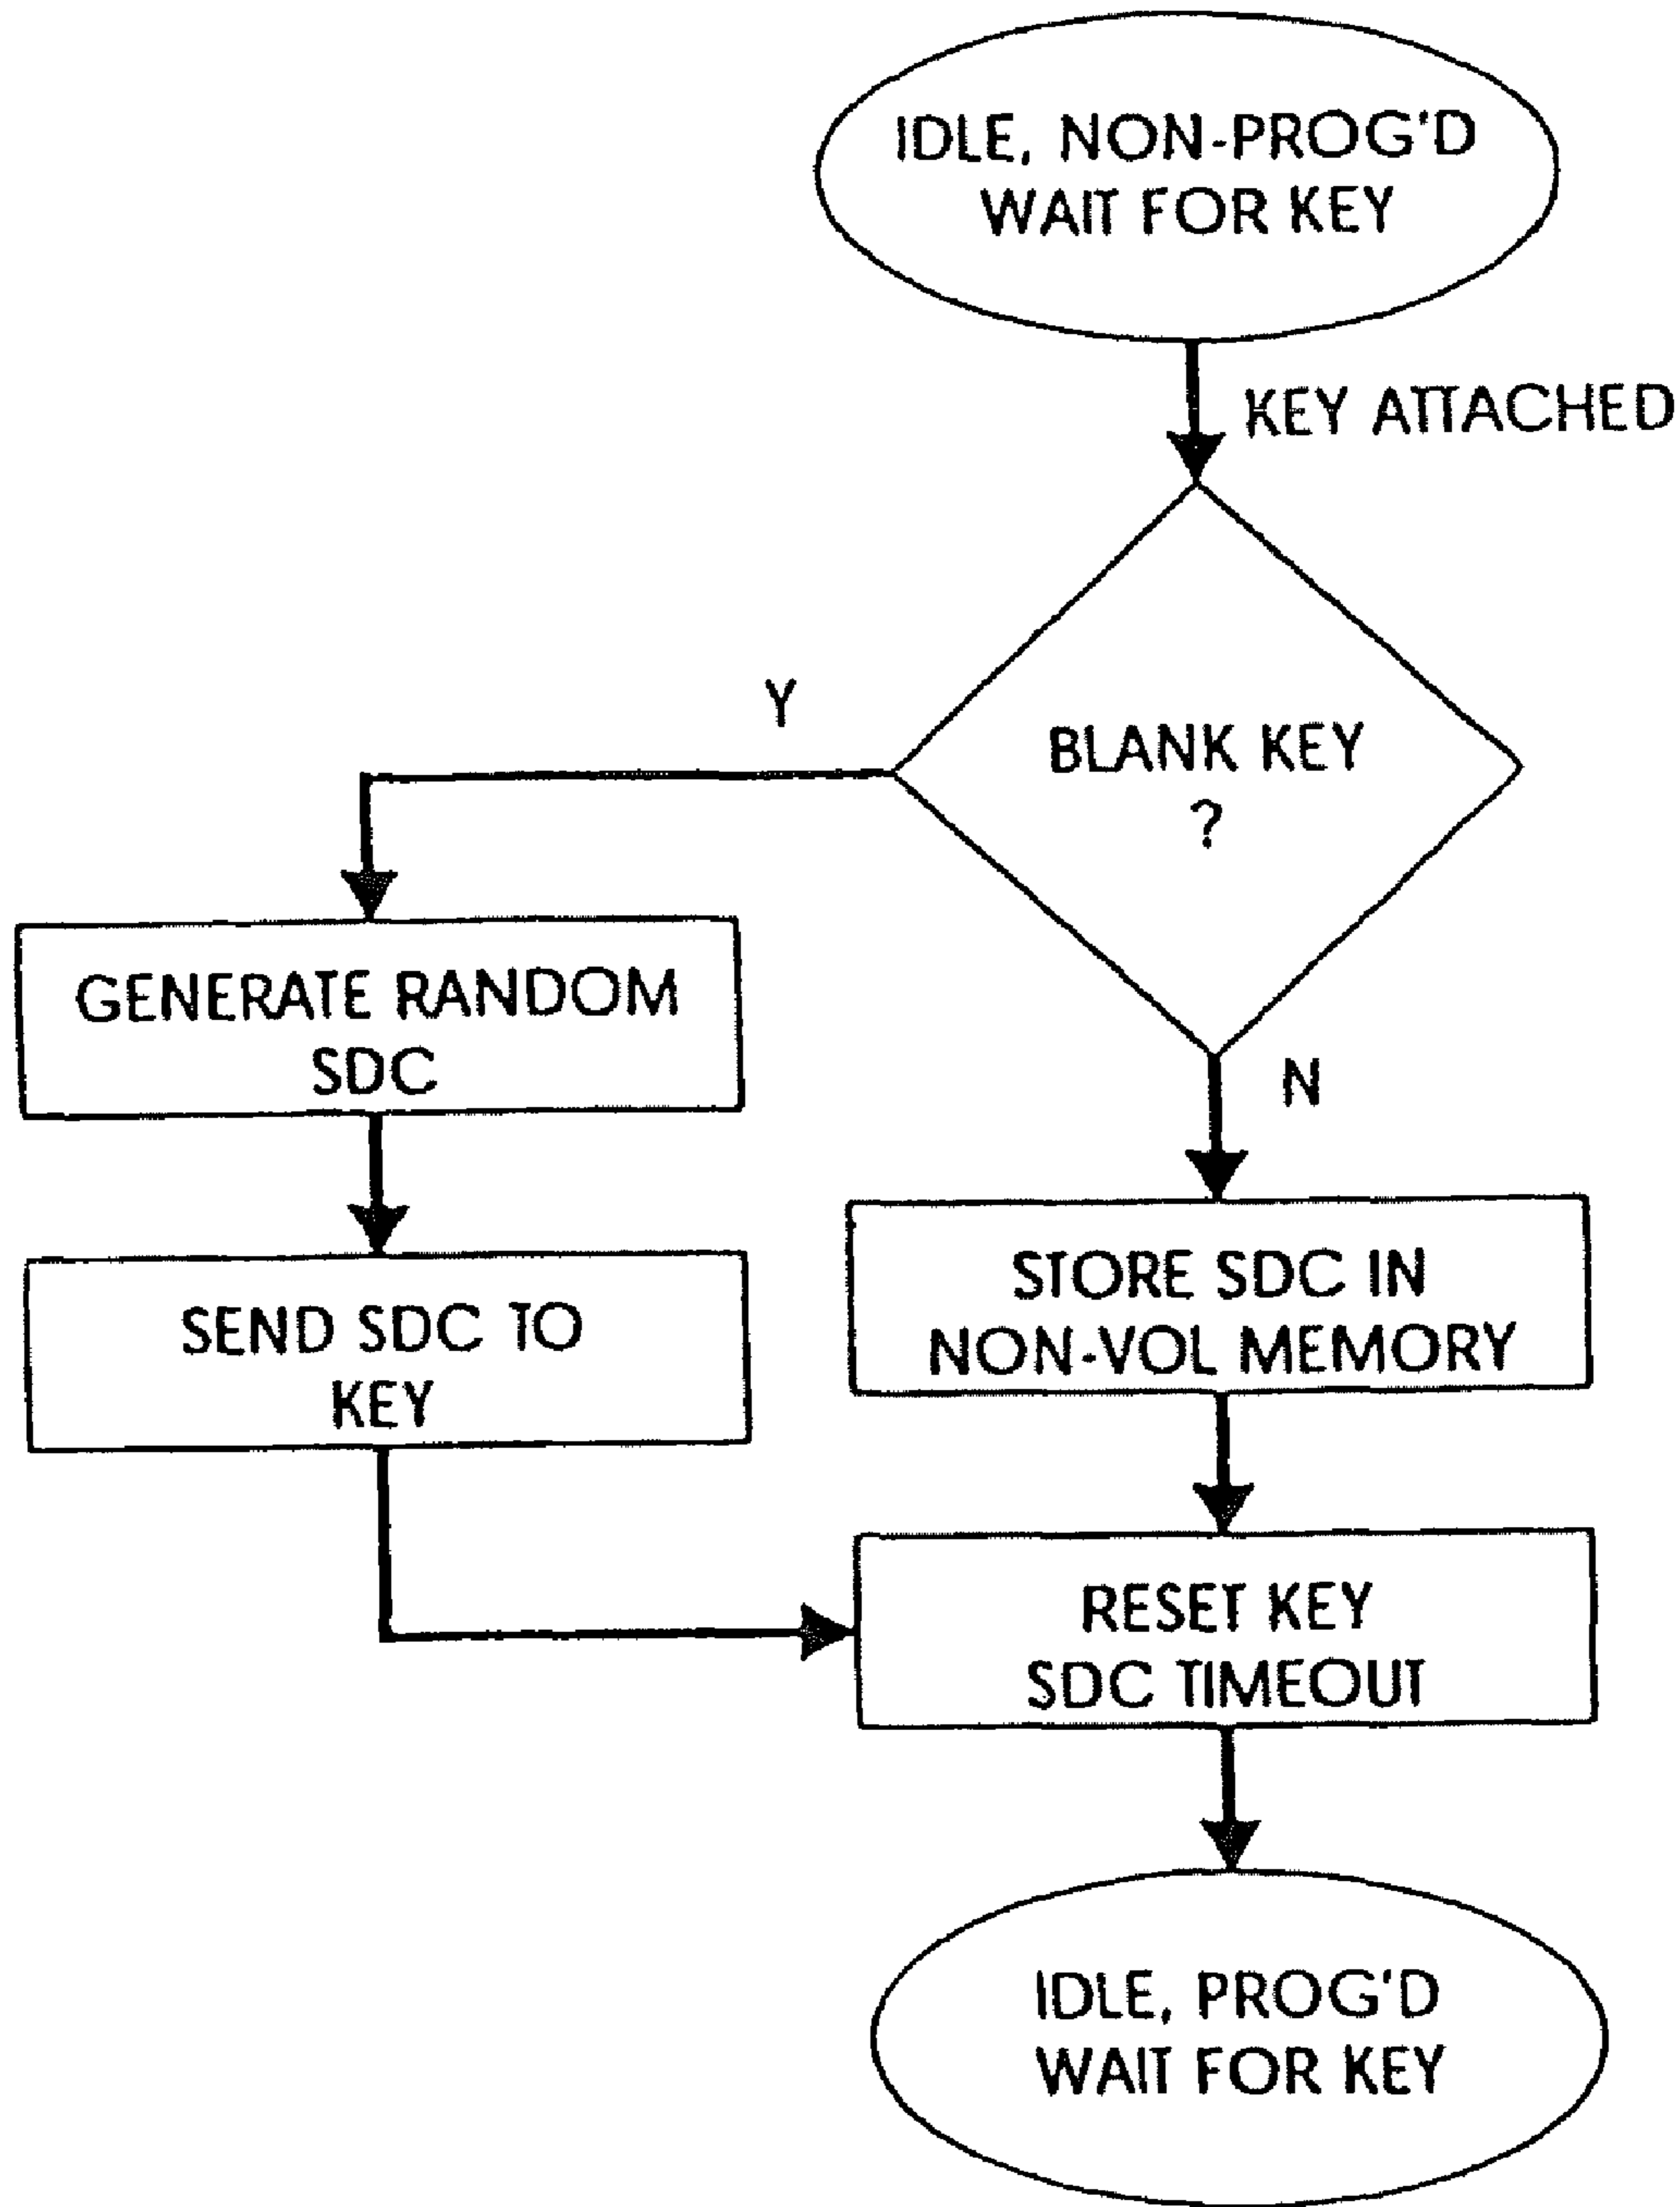 IDLE, NON-PROG'D
WAIT FOR KEY
KEY ATTACHED
BLANK KEY
?
Y
GENERATE RANDOM
SDC
SEND SDC TO
KEY
N
STORE SDC IN
NON-VOL MEMORY
RESET KEY
SDC TIMEOUT
IDLE, PROG'D
WAIT FOR KEY